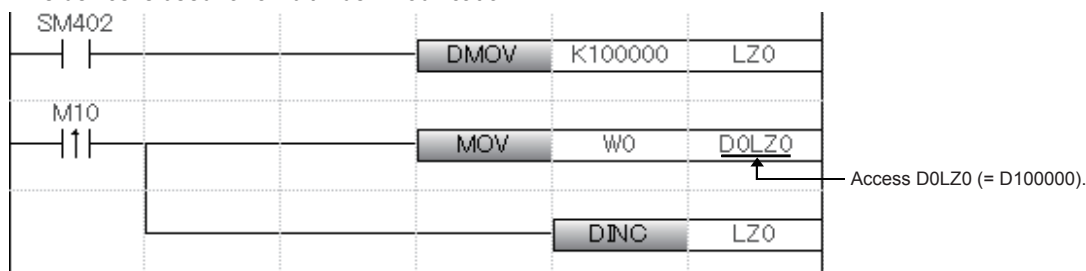 SM402
DMOV K100000 LZ0
M10
MOV W0 D0LZ0
Access D0LZ0 (= D100000).
DINC LZ0